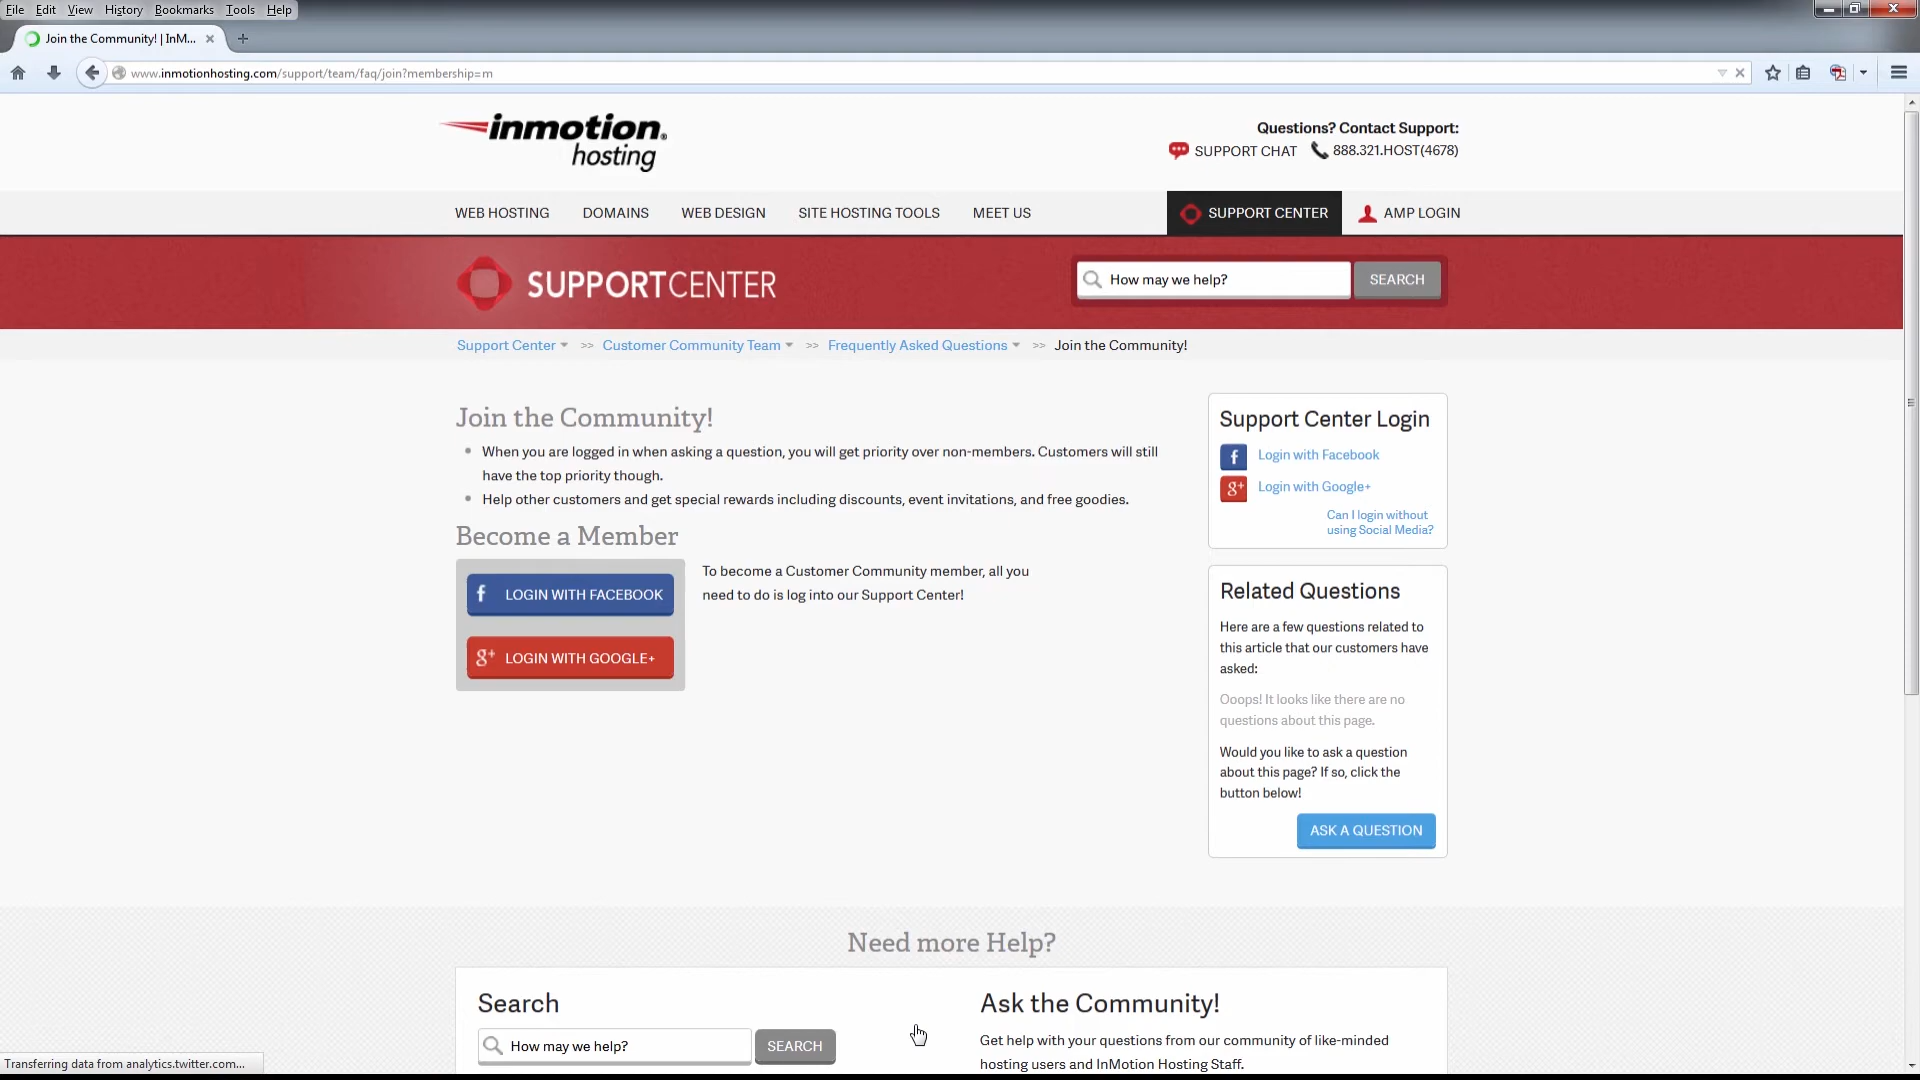 File Edit View History Bookmarks Tools Help
Join the Community! | InM...
www.inmotionhosting.com/support/team/faq/join?membership=m
inmotion®
hosting
Questions? Contact Support:
SUPPORT CHAT 888.321.HOST(4678)
WEB HOSTING DOMAINS WEB DESIGN SITE HOSTING TOOLS MEET US SUPPORT CENTER AMP LOGIN
SUPPORTCENTER
How may we help? SEARCH
Support Center >> Customer Community Team >> Frequently Asked Questions >> Join the Community!
Join the Community!
• When you are logged in when asking a question, you will get priority over non-members. Customers will still
have the top priority though.
• Help other customers and get special rewards including discounts, event invitations, and free goodies.
Become a Member
f LOGIN WITH FACEBOOK
g+ LOGIN WITH GOOGLE+
To become a Customer Community member, all you
need to do is log into our Support Center!
Support Center Login
f Login with Facebook
g+ Login with Google+
Can I login without
using Social Media?
Related Questions
Here are a few questions related to
this article that our customers have
asked:
Ooops! It looks like there are no
questions about this page.
Would you like to ask a question
about this page? If so, click the
button below!
ASK A QUESTION
Need more Help?
Search
How may we help? SEARCH
Ask the Community!
Get help with your questions from our community of like-minded
hosting users and InMotion Hosting Staff.
Transferring data from analytics.twitter.com...